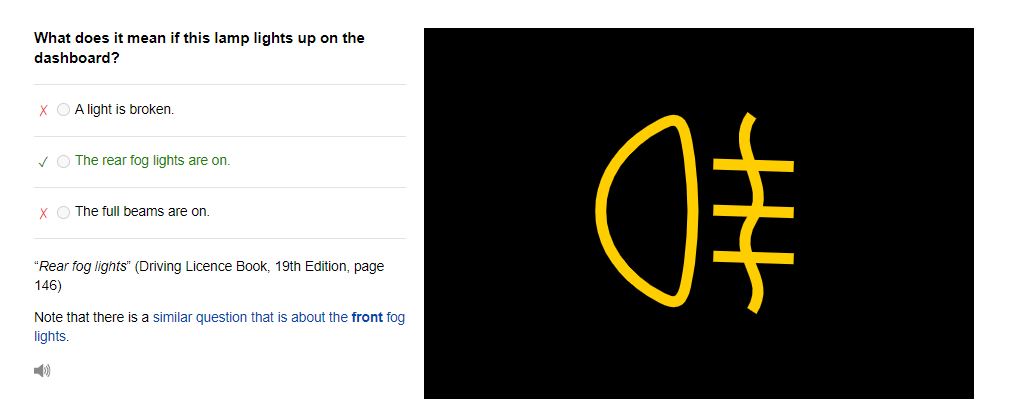 What does it mean if this lamp lights up on the
dashboard?
A light is broken.
The rear fog lights are on.
The full beams are on.
“Rear fog lights” (Driving Licence Book, 19th Edition, page
146)
Note that there is a similar question that is about the front fog
lights.